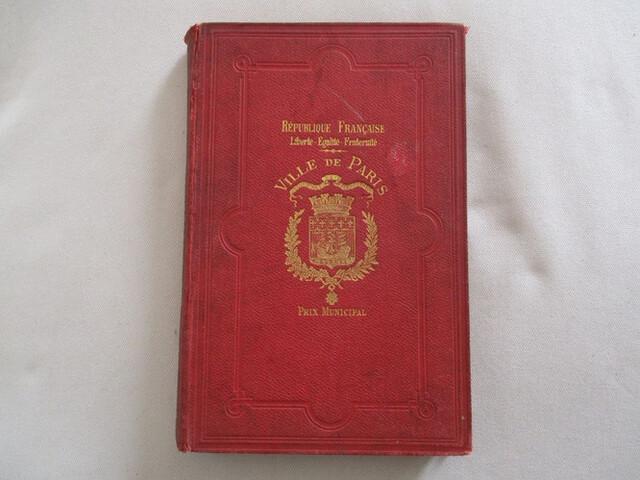 RÉPUBLIQUE FRANÇAISE
Liberté - Égalité - Fraternité
VILLE DE PARIS
PRIX MUNICIPAL